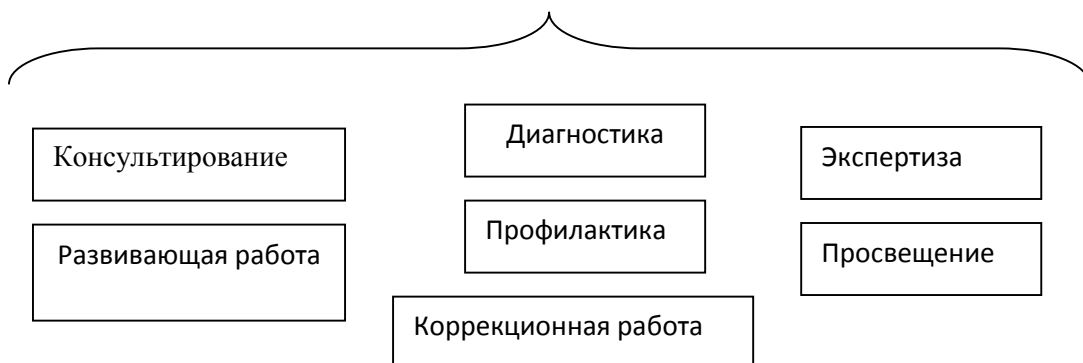 Диагностика
Консультирование
Экспертиза
Профилактика
Развивающая работа
Просвещение
Коррекционная работа